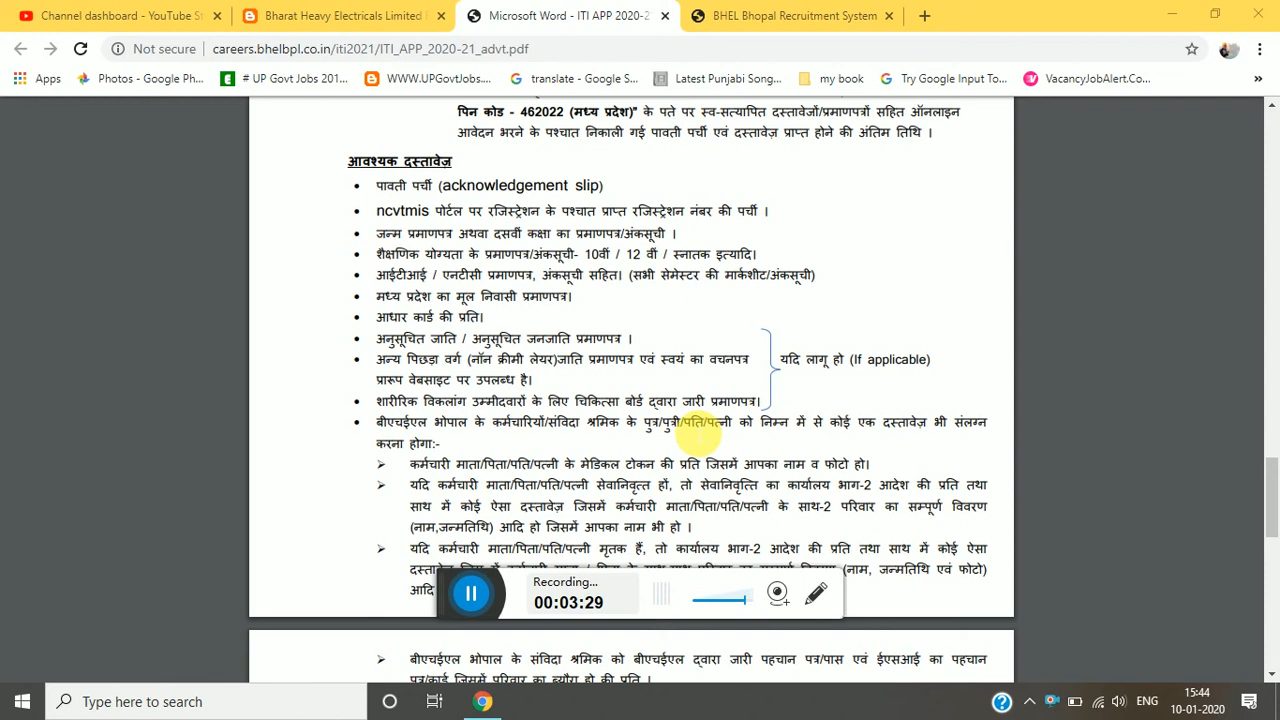 Channel dashboard - YouTube St
Bharat Heavy Electricals Limited R
Microsoft Word - ITI APP 2020-2
BHEL Bhopal Recruitment System
Not secure
careers.bhelbpl.co.in/iti2021/ITI_APP_2020-21_advt.pdf
Apps
Photos - Google Ph...
# UP Govt Jobs 201...
WWW.UPGovtJobs....
translate - Google S...
Latest Punjabi Song...
my book
Try Google Input To...
VacancyJobAlert.Co...
»
पिन कोड - 462022 (मध्य प्रदेश)" के पते पर स्व-सत्यापित दस्तावेजों/प्रमाणपत्रों सहित ऑनलाइन
आवेदन भरने के पश्चात निकाली गई पावती पर्ची एवं दस्तावेज़ प्राप्त होने की अंतिम तिथि ।
आवश्यक दस्तावेज़
• पावती पर्ची (acknowledgement slip)
• ncvtmis पोर्टल पर रजिस्ट्रेशन के पश्चात प्राप्त रजिस्ट्रेशन नंबर की पर्ची ।
• जन्म प्रमाणपत्र अथवा दसवीं कक्षा का प्रमाणपत्र/अंकसूची ।
• शैक्षणिक योग्यता के प्रमाणपत्र/अंकसूची- 10वीं / 12 वीं / स्नातक इत्यादि।
• आईटीआई / एनटीसी प्रमाणपत्र, अंकसूची सहित। (सभी सेमेस्टर की मार्कशीट/अंकसूची)
• मध्य प्रदेश का मूल निवासी प्रमाणपत्र।
• आधार कार्ड की प्रति।
• अनुसूचित जाति / अनुसूचित जनजाति प्रमाणपत्र ।
• अन्य पिछड़ा वर्ग (नॉन क्रीमी लेयर)जाति प्रमाणपत्र एवं स्वयं का वचनपत्र
यदि लागू हो (If applicable)
प्रारूप वेबसाइट पर उपलब्ध है।
• शारीरिक विकलांग उम्मीदवारों के लिए चिकित्सा बोर्ड द्वारा जारी प्रमाणपत्र।
• बीएचईएल भोपाल के कर्मचारियों/संविदा श्रमिक के पुत्र/पुत्री/पति/पत्नी को निम्न में से कोई एक दस्तावेज़ भी संलग्न
करना होगा:-
➢ कर्मचारी माता/पिता/पति/पत्नी के मेडिकल टोकन की प्रति जिसमें आपका नाम व फोटो हो।
➢ यदि कर्मचारी माता/पिता/पति/पत्नी सेवानिवृत्त हों, तो सेवानिवृत्ति का कार्यालय भाग-2 आदेश की प्रति तथा
साथ में कोई ऐसा दस्तावेज़ जिसमें कर्मचारी माता/पिता/पति/पत्नी के साथ-2 परिवार का सम्पूर्ण विवरण
(नाम,जन्मतिथि) आदि हो जिसमें आपका नाम भी हो ।
➢ यदि कर्मचारी माता/पिता/पति/पत्नी मृतक हैं, तो कार्यालय भाग-2 आदेश की प्रति तथा साथ में कोई ऐसा
(नाम, जन्मतिथि एवं फोटो)
आदि
Recording...
00:03:29
➢ बीएचईएल भोपाल के संविदा श्रमिक को बीएचईएल द्वारा जारी पहचान पत्र/पास एवं ईएसआई का पहचान
पत्र/कार्ड जिसमें परिवार का ब्यौरा हो की प्रति ।
Type here to search
ENG
15:44
10-01-2020